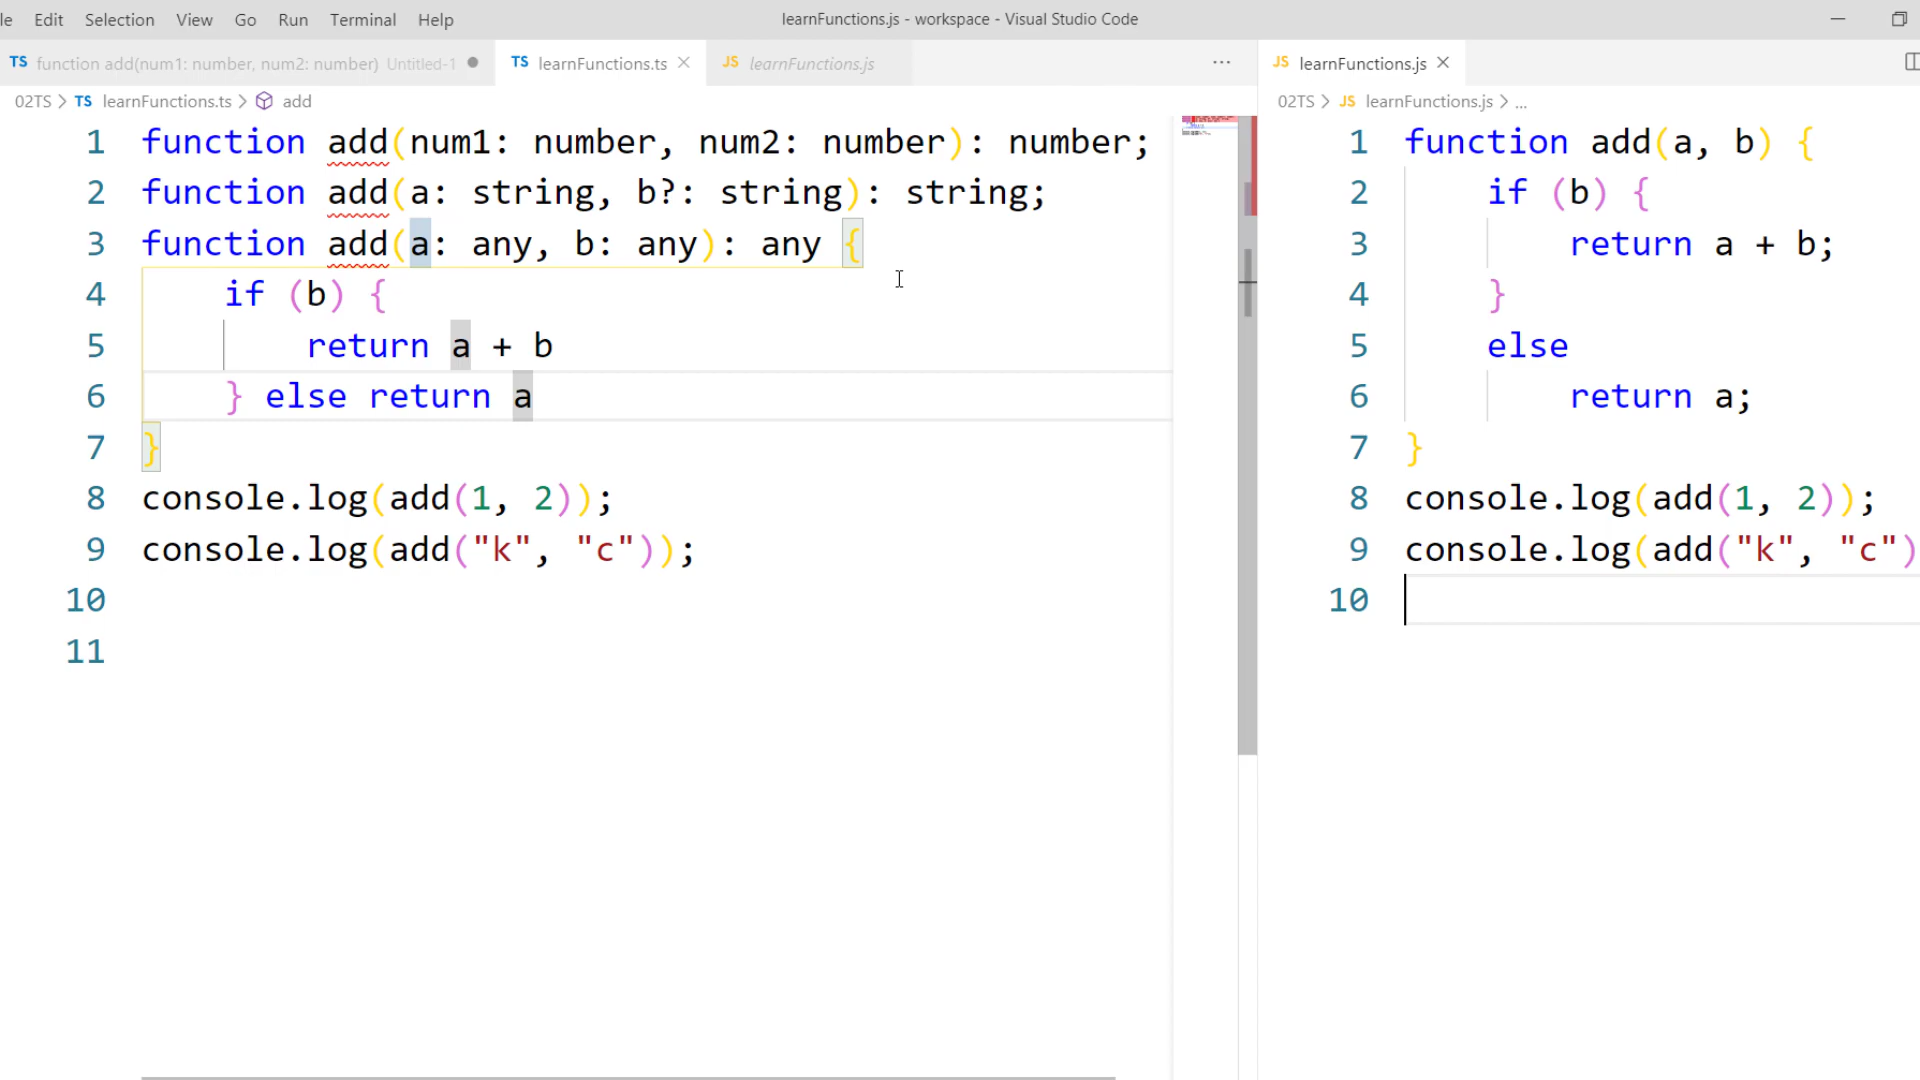 le Edit Selection View Go Run Terminal Help learnFunctions.js - workspace - Visual Studio Code
TS function add(num1: number, num2: number) Untitled-1 TS learnFunctions.ts JS learnFunctions.js ... JS learnFunctions.js
02TS > TS learnFunctions.ts > add
1 function add(num1: number, num2: number): number;
2 function add(a: string, b?: string): string;
3 function add(a: any, b: any): any {
4 if (b) {
5 return a + b
6 } else return a
7 }
8 console.log(add(1, 2));
9 console.log(add("k", "c"));
10
11
02TS > JS learnFunctions.js > ...
1 function add(a, b) {
2 if (b) {
3 return a + b;
4 }
5 else
6 return a;
7 }
8 console.log(add(1, 2));
9 console.log(add("k", "c")
10